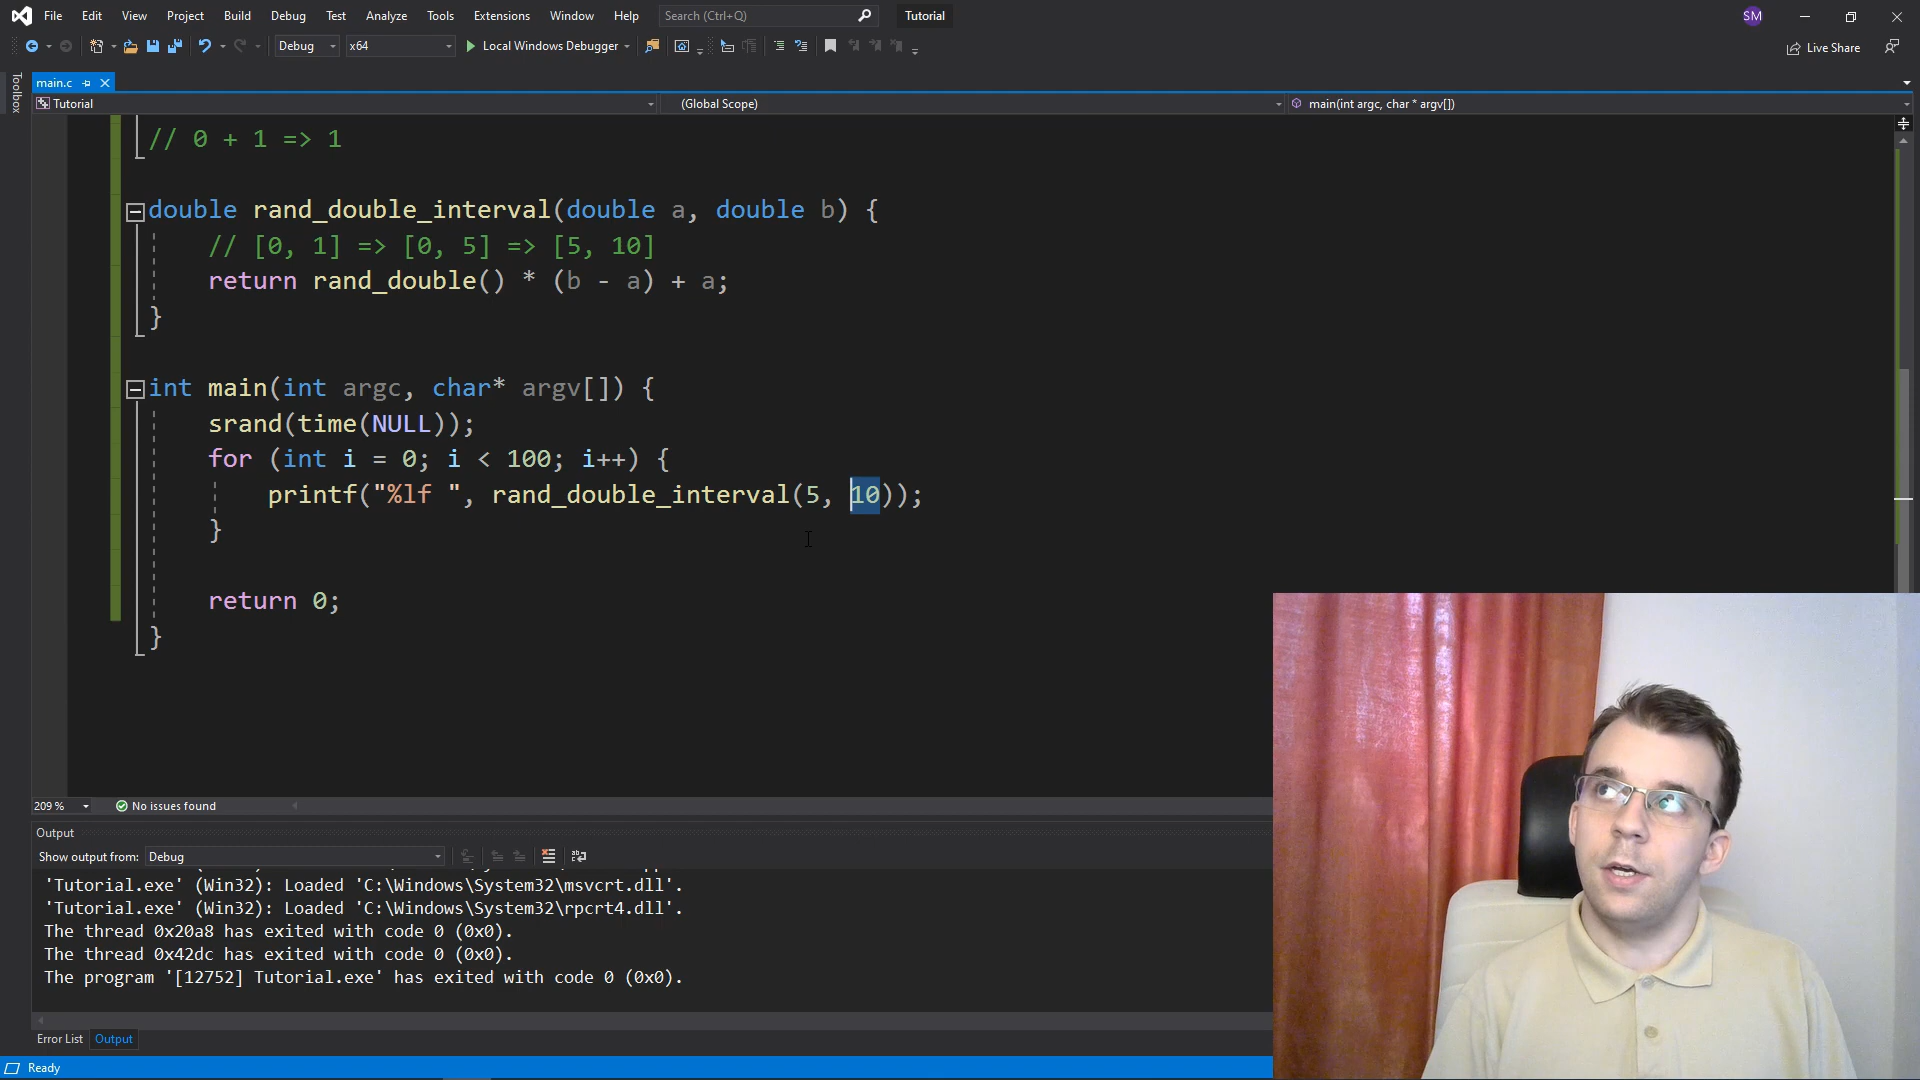 File Edit View Project Build Debug Test Analyze Tools Extensions Window Help Search (Ctrl+Q) Tutorial SM
Debug x64 Local Windows Debugger Live Share
Toolbox
main.c
Tutorial (Global Scope) main(int argc, char * argv[])
// 0 + 1 => 1
double rand_double_interval(double a, double b) {
// [0, 1] => [0, 5] => [5, 10]
return rand_double() * (b - a) + a;
}
int main(int argc, char* argv[]) {
srand(time(NULL));
for (int i = 0; i < 100; i++) {
printf("%lf ", rand_double_interval(5, 10));
}
return 0;
}
209 % No issues found
Output
Show output from: Debug
'Tutorial.exe' (Win32): Loaded 'C:\Windows\System32\msvcrt.dll'.
'Tutorial.exe' (Win32): Loaded 'C:\Windows\System32\rpcrt4.dll'.
The thread 0x20a8 has exited with code 0 (0x0).
The thread 0x42dc has exited with code 0 (0x0).
The program '[12752] Tutorial.exe' has exited with code 0 (0x0).
Error List Output
Ready